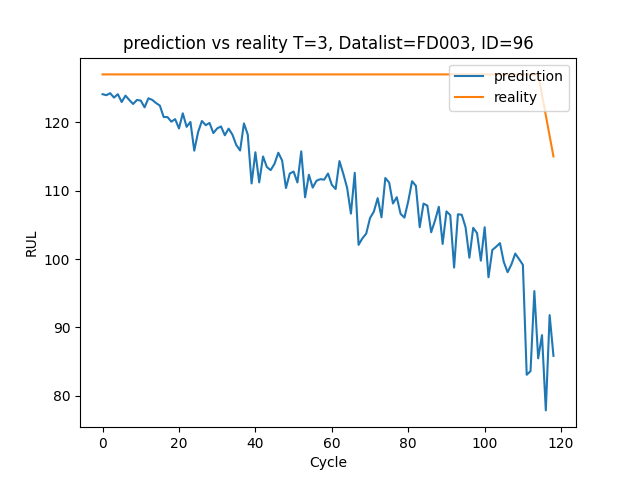 prediction vs reality T=3, Datalist=FD003, ID=96
prediction
reality
120
110
100
90
80
RUL
0 20 40 60 80 100 120
Cycle